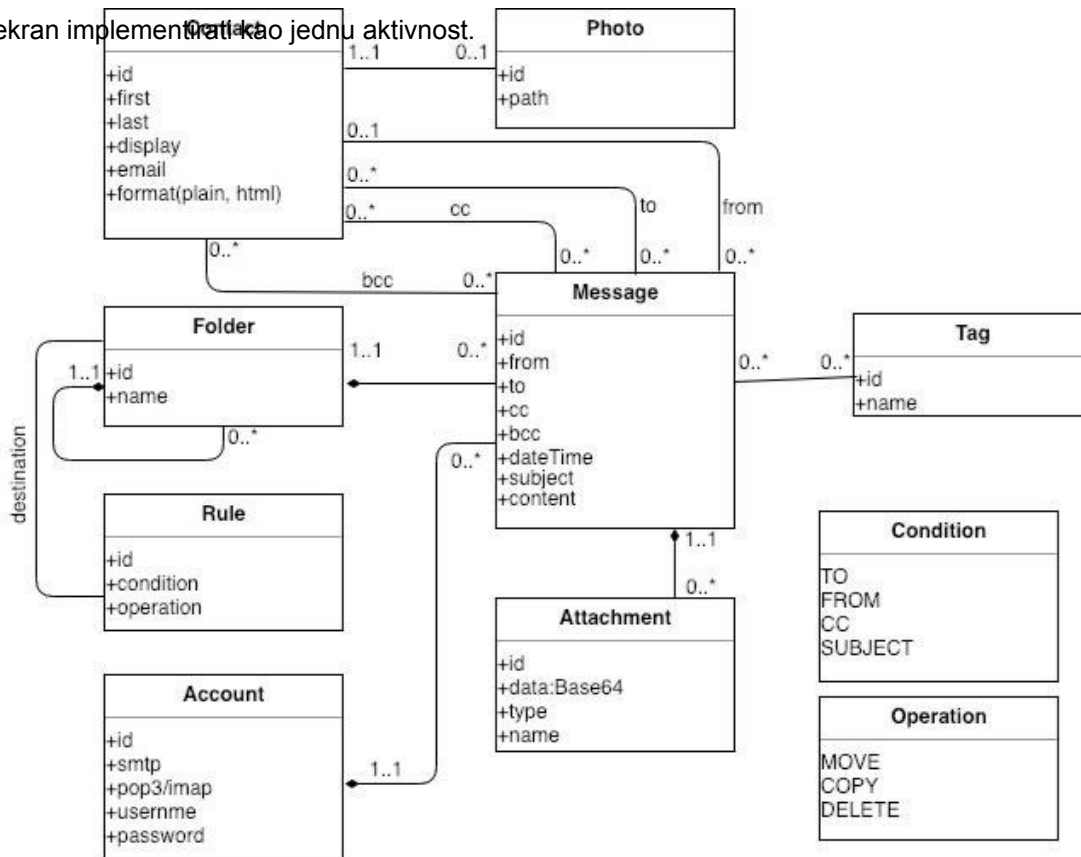 ekran implementirati kao jednu aktivnost.
Contact
+id
+first
+last
+display
+email
+format(plain, html)
1..1
0..1
Photo
+id
+path
0..1
0..*
to
from
0..*
cc
0..*
0..*
0..*
0..*
bcc
0..*
Folder
+id
+name
1..1
0..*
destination
1..1
0..*
Message
+id
+from
+to
+cc
+bcc
+dateTime
+subject
+content
0..*
0..*
Tag
+id
+name
Rule
+id
+condition
+operation
0..*
1..1
0..*
Attachment
+id
+data:Base64
+type
+name
Condition
TO
FROM
CC
SUBJECT
Account
+id
+smtp
+pop3/imap
+usernme
+password
1..1
Operation
MOVE
COPY
DELETE